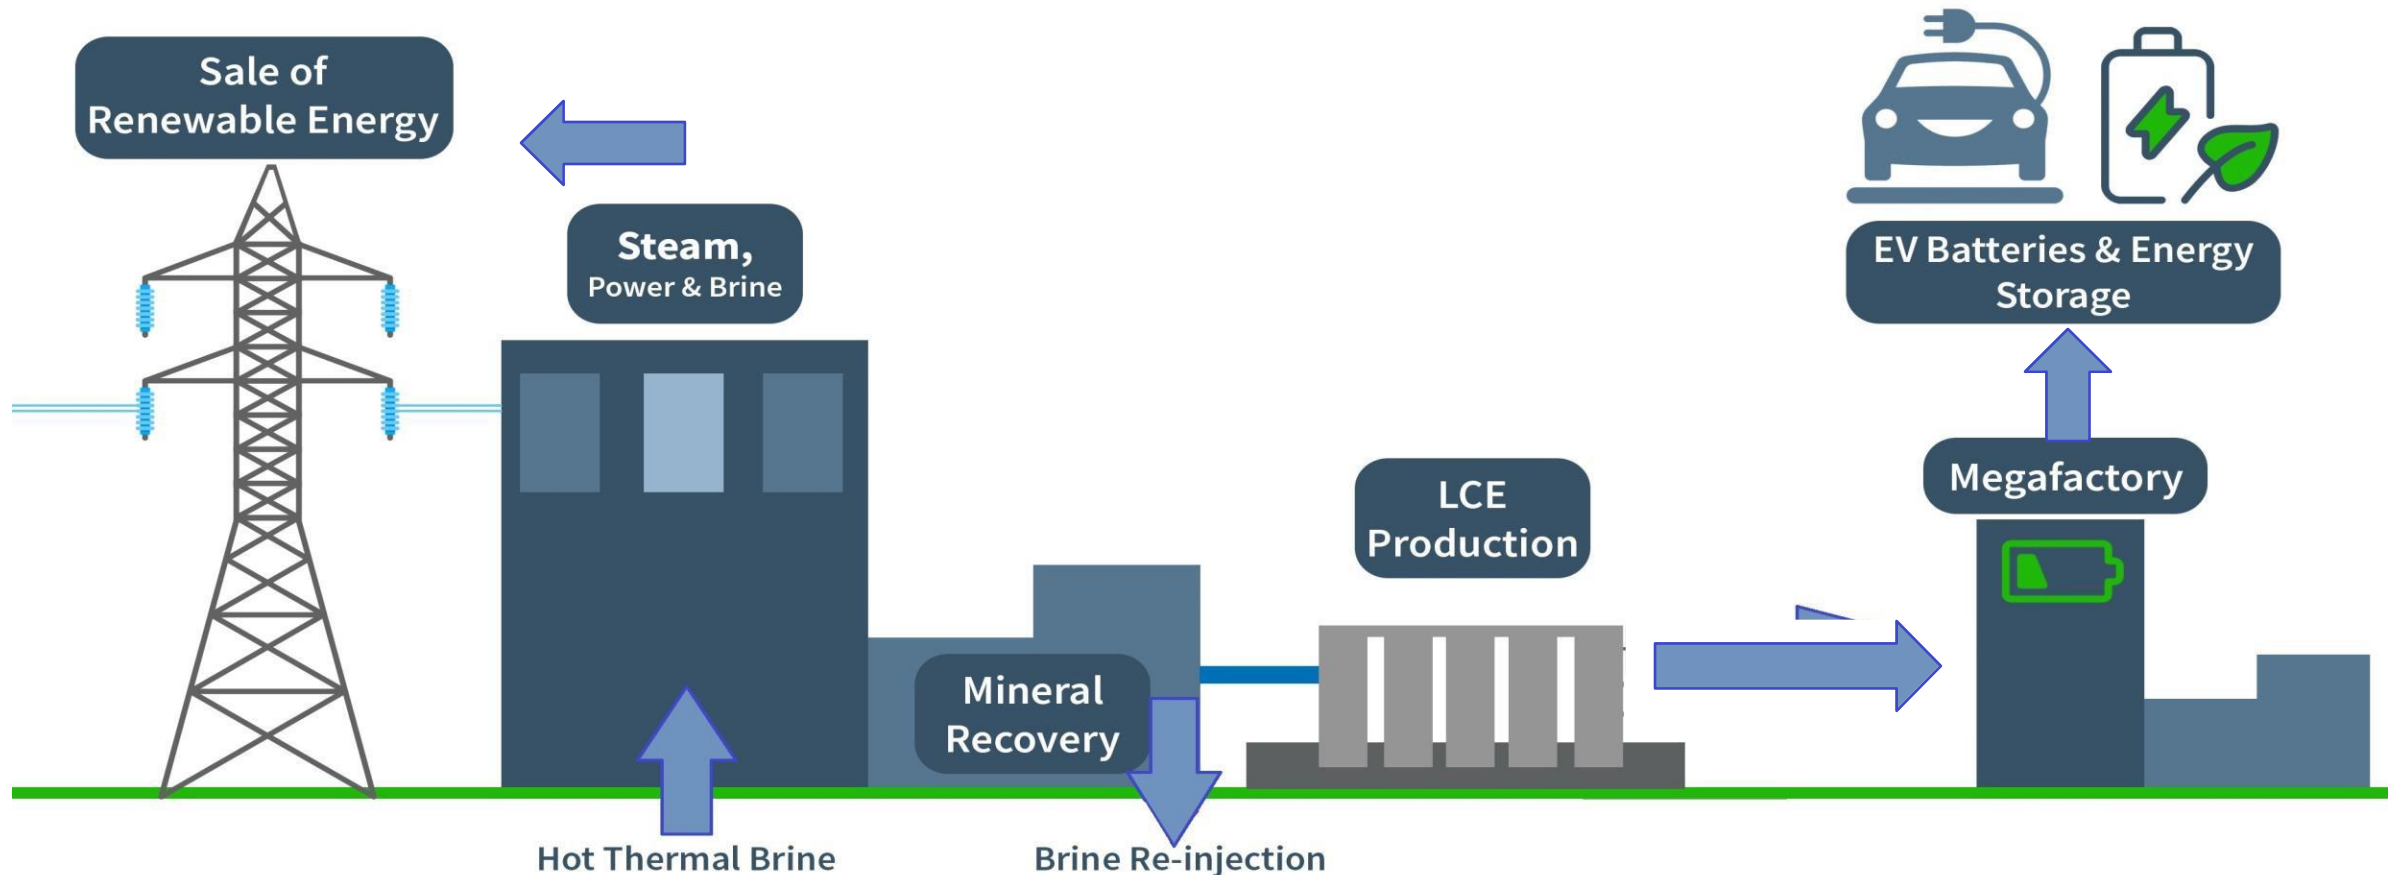 Sale of
Renewable Energy
Steam,
Power & Brine
EV Batteries & Energy
Storage
Megafactory
LCE
Production
Mineral
Recovery
Hot Thermal Brine
Brine Re-injection